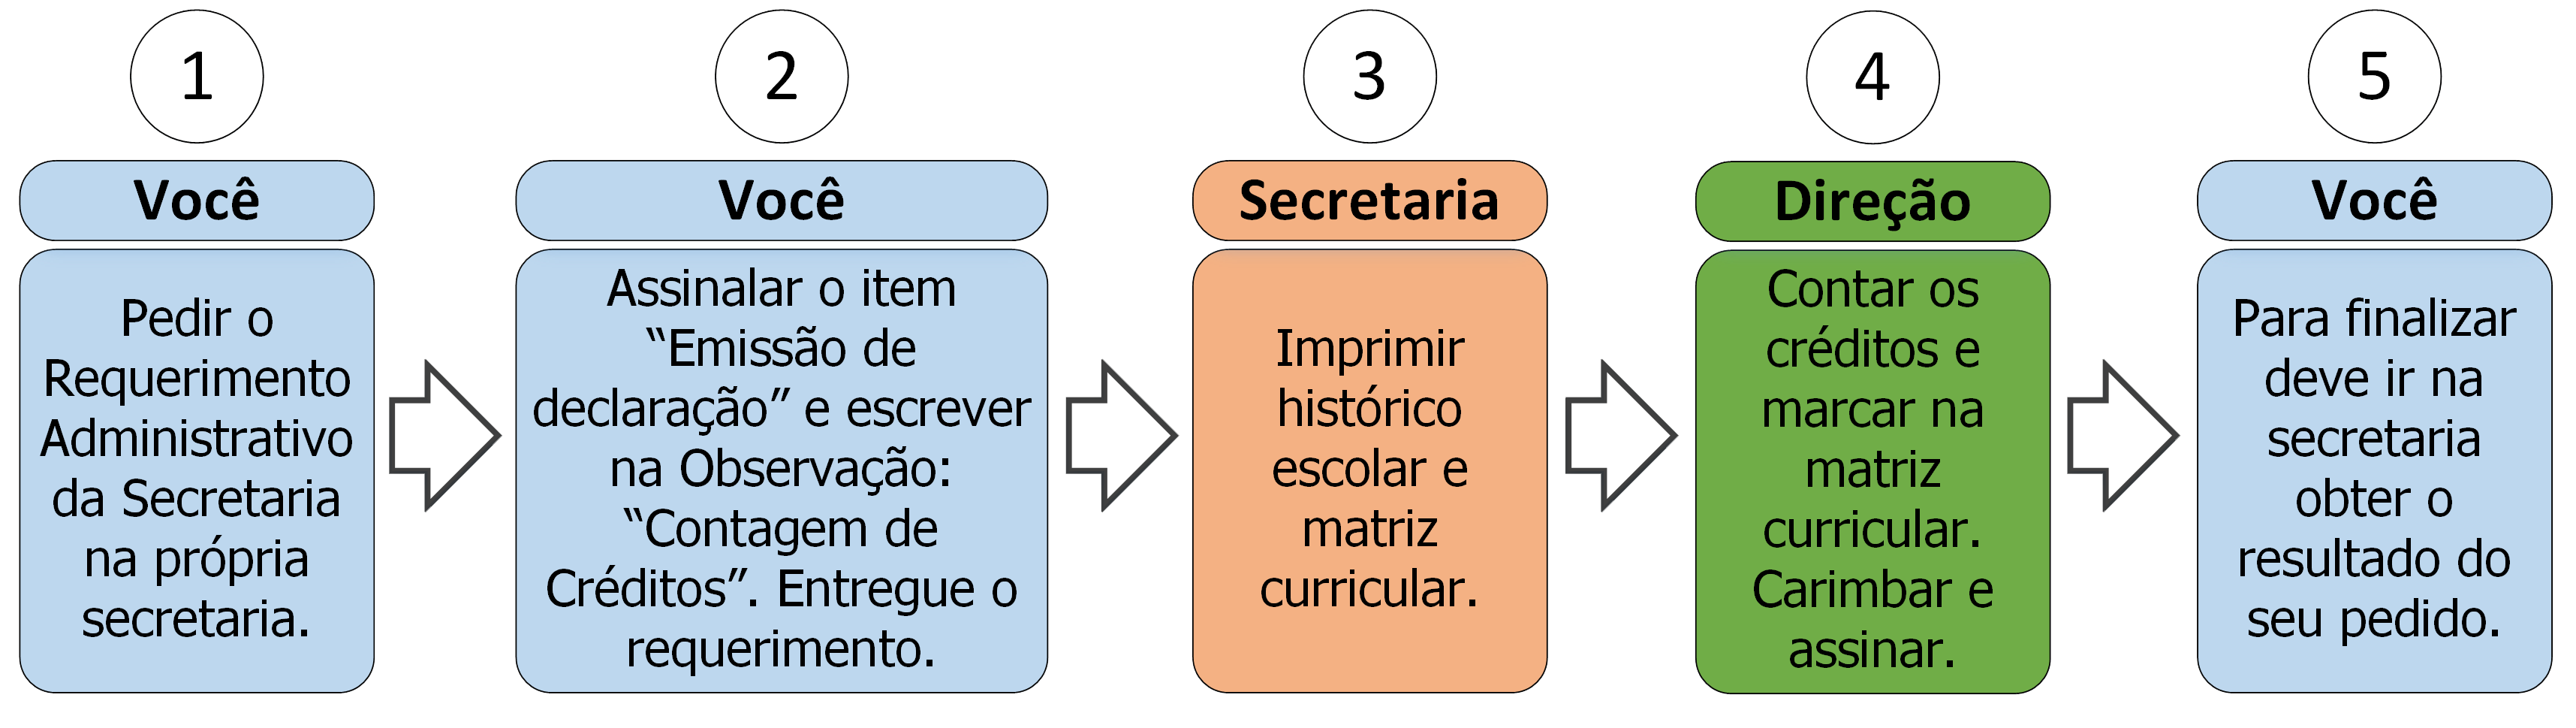 1
Você
Pedir o
Requerimento
Administrativo
da Secretaria
na própria
secretaria.
2
Você
Assinalar o item
“Emissão de
declaração” e escrever
na Observação:
“Contagem de
Créditos”. Entregue o
requerimento.
3
Secretaria
Imprimir
histórico
escolar e
matriz
curricular.
4
Direção
Contar os
créditos e
marcar na
matriz
curricular.
Carimbar e
assinar.
5
Você
Para finalizar
deve ir na
secretaria
obter o
resultado do
seu pedido.